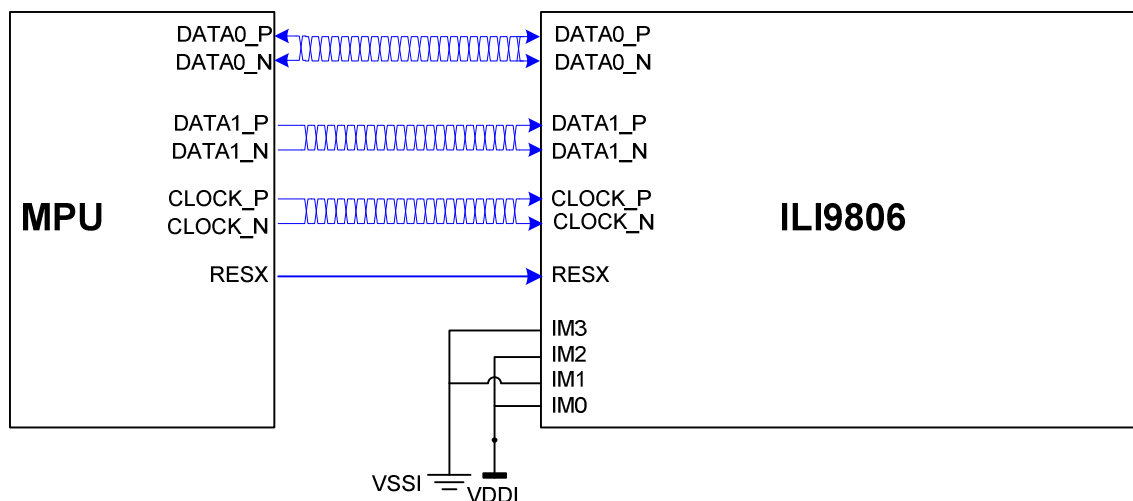 DATA0_P DATA0_P
DATA0_N DATA0_N
DATA1_P DATA1_P
DATA1_N DATA1_N
CLOCK_P CLOCK_P
MPU ILI9806
CLOCK_N CLOCK_N
RESX RESX
IM3
IM2
IM1
IM0
VSSI
VDDI